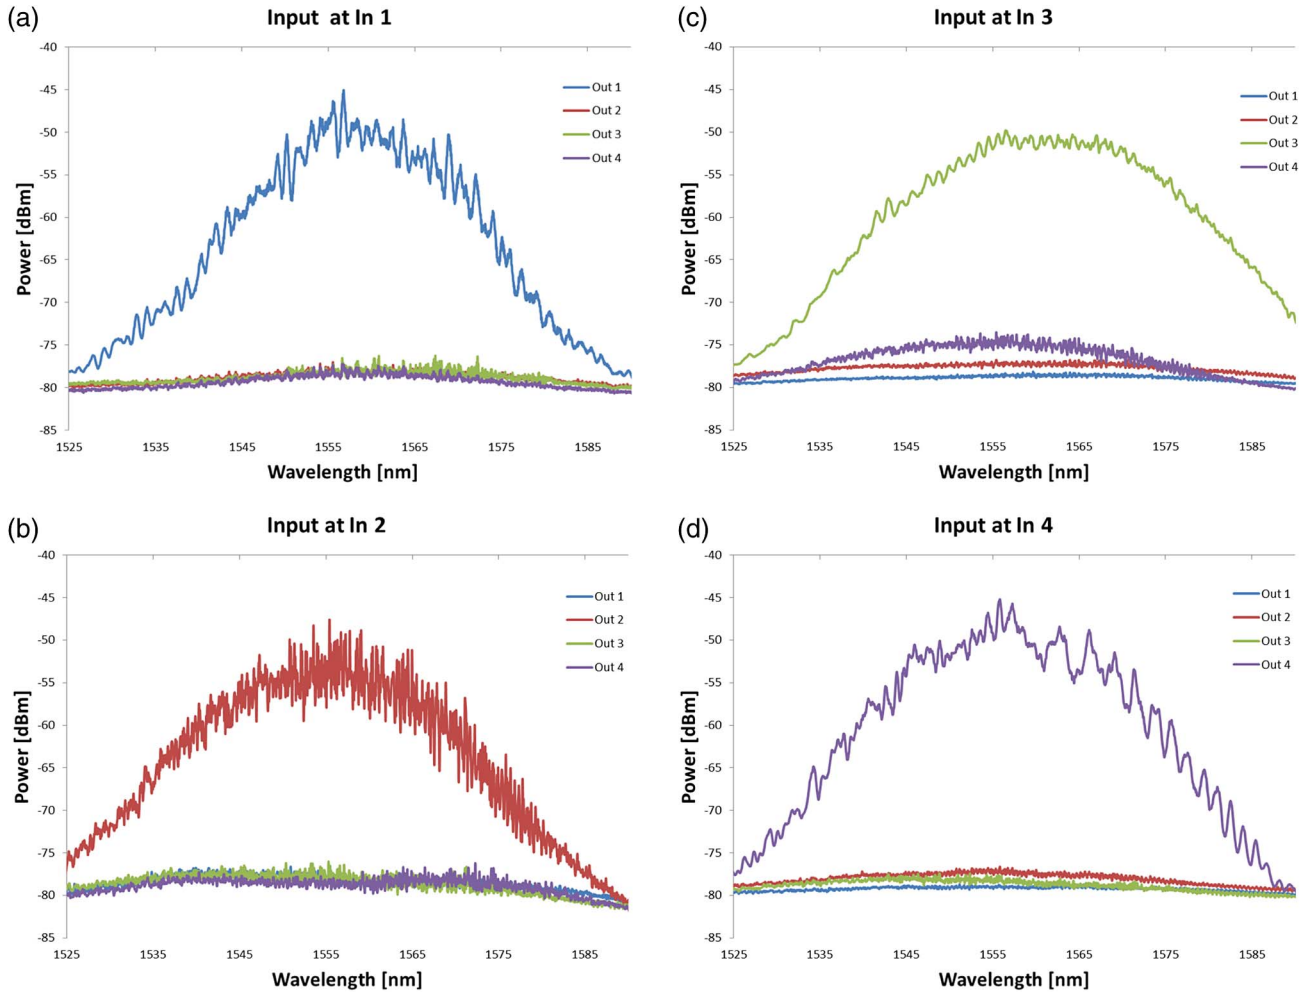 (a)
Input at In 1
-40
-45
-50
-55
-60
-65
-70
-75
-80
-85
Power [dBm]
1525 1535 1545 1555 1565 1575 1585
Wavelength [nm]
Out 1
Out 2
Out 3
Out 4
(c)
Input at In 3
-40
-45
-50
-55
-60
-65
-70
-75
-80
-85
Power [dBm]
1525 1535 1545 1555 1565 1575 1585
Wavelength [nm]
Out 1
Out 2
Out 3
Out 4
(b)
Input at In 2
-40
-45
-50
-55
-60
-65
-70
-75
-80
-85
Power [dBm]
1525 1535 1545 1555 1565 1575 1585
Wavelength [nm]
Out 1
Out 2
Out 3
Out 4
(d)
Input at In 4
-40
-45
-50
-55
-60
-65
-70
-75
-80
-85
Power [dBm]
1525 1535 1545 1555 1565 1575 1585
Wavelength [nm]
Out 1
Out 2
Out 3
Out 4